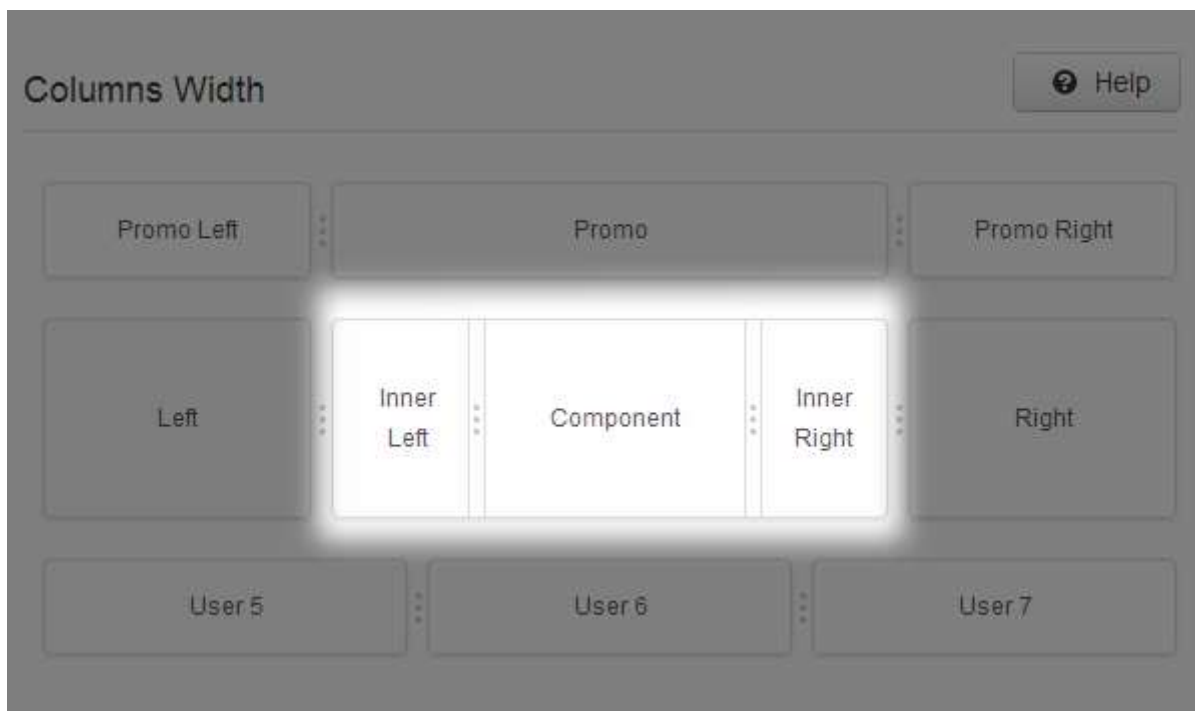 Columns Width
Help
Promo Left
Promo
Promo Right
Left
Inner
Left
Component
Inner
Right
Right
User 5
User 6
User 7